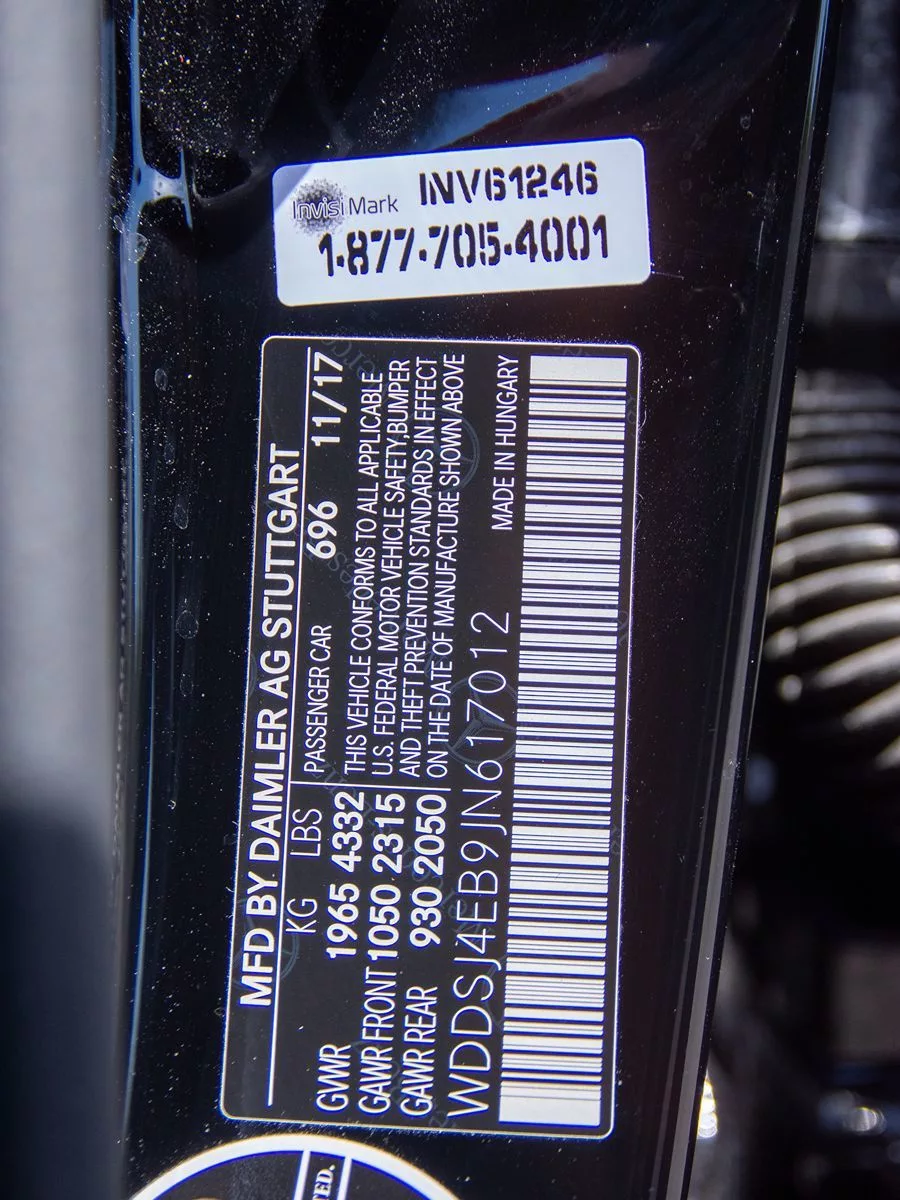 InvisiMark INV61246
1-877-705-4001
MFD BY DAIMLER AG STUTTGART
KG LBS
GVWR 1965 4332
GAWR FRONT 1050 2315
GAWR REAR 930 2050
PASSENGER CAR 696 11/17
THIS VEHICLE CONFORMS TO ALL APPLICABLE
U.S. FEDERAL MOTOR VEHICLE SAFETY,BUMPER
AND THEFT PREVENTION STANDARDS IN EFFECT
ON THE DATE OF MANUFACTURE SHOWN ABOVE
WDDSJ4EB9JN617012
MADE IN HUNGARY